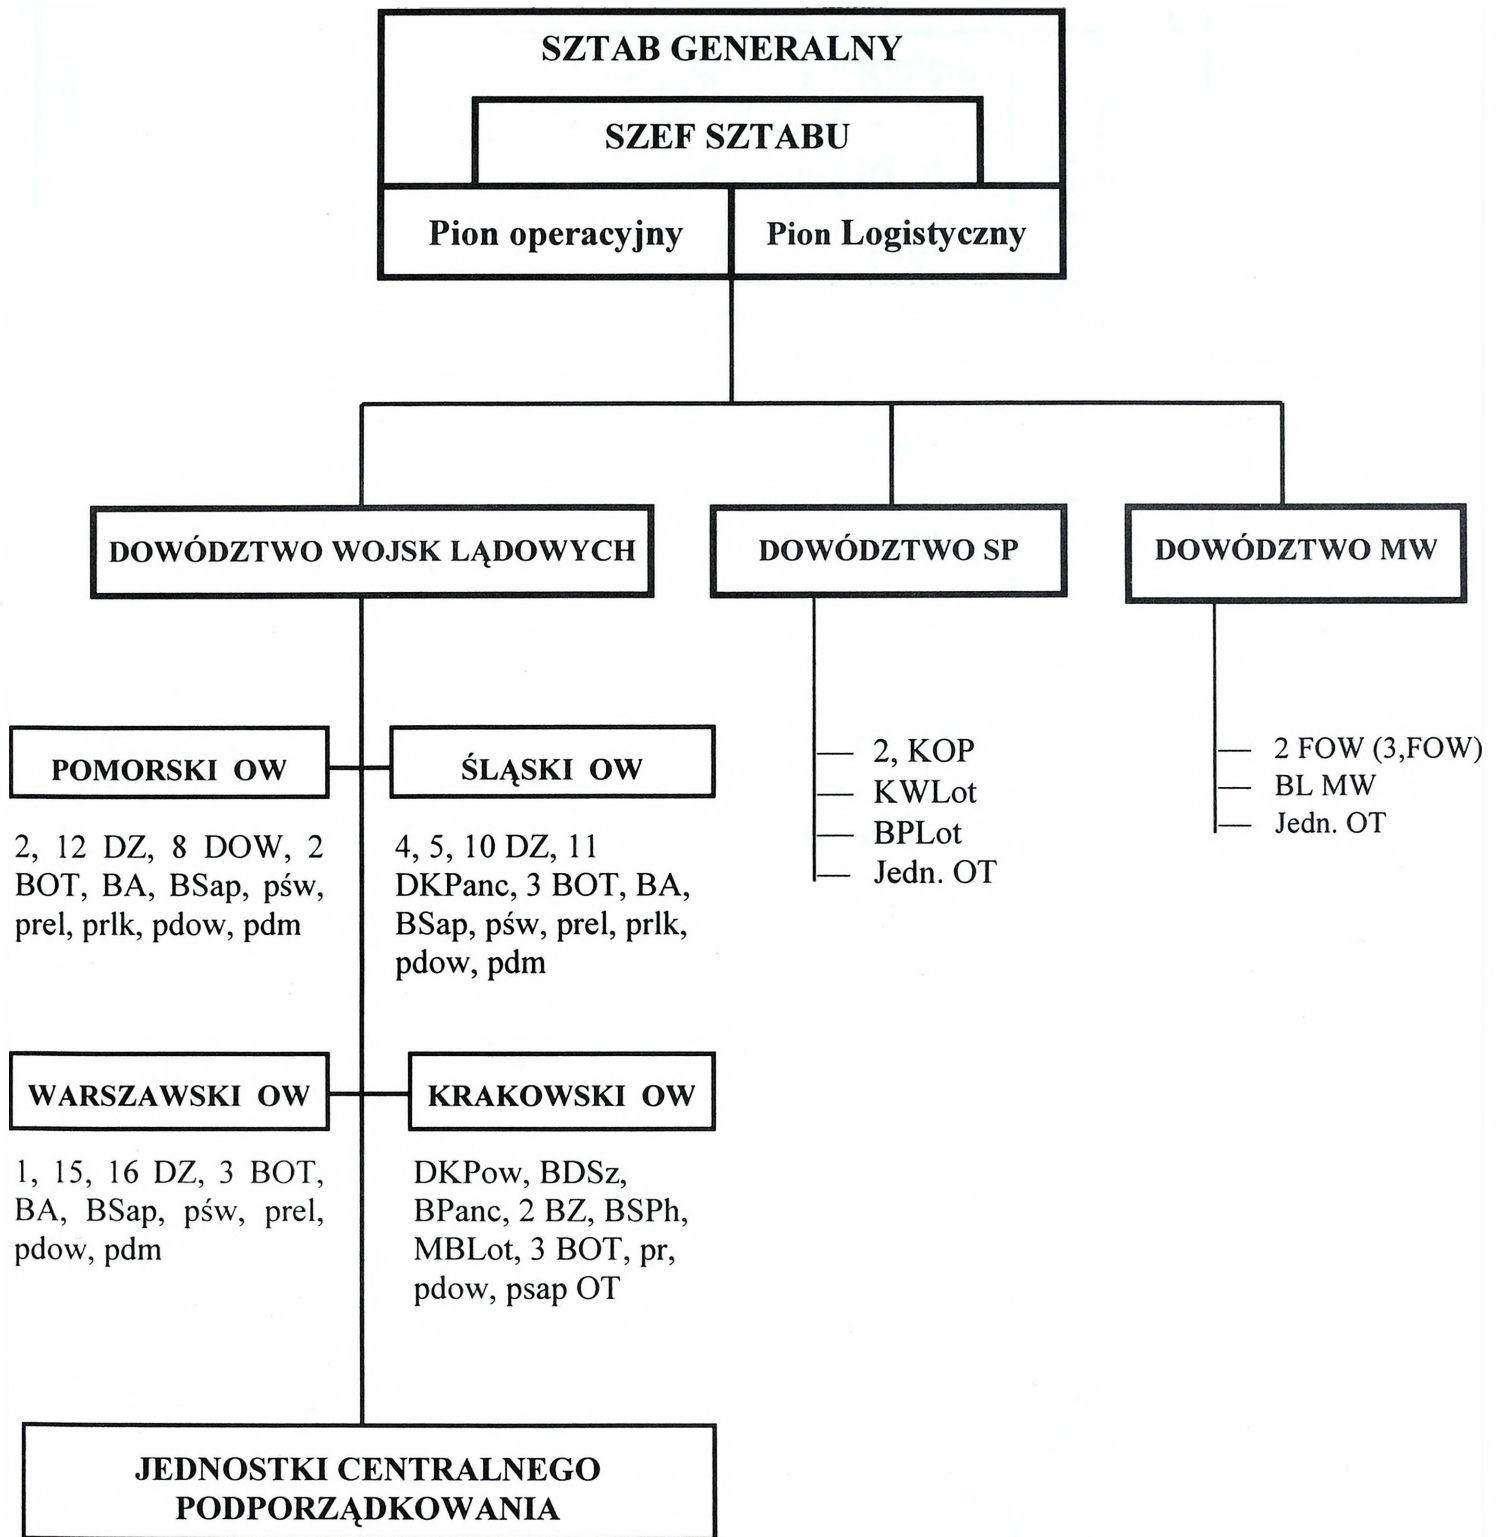 SZTAB GENERALNY
SZEF SZTABU
Pion operacyjny
Pion Logistyczny
DOWÓDZTWO WOJSK LĄDOWYCH
DOWÓDZTWO SP
DOWÓDZTWO MW
POMORSKI OW
2, 12 DZ, 8 DOW, 2
BOT, BA, BSap, pśw,
prel, prlk, pdow, pdm
ŚLĄSKI OW
4, 5, 10 DZ, 11
DKPanc, 3 BOT, BA,
BSap, pśw, prel, prlk,
pdow, pdm
2, KOP
KWLot
BPLot
Jedn. OT
2 FOW (3,FOW)
BL MW
Jedn. OT
WARSZAWSKI OW
1, 15, 16 DZ, 3 BOT,
BA, BSap, pśw, prel,
pdow, pdm
KRAKOWSKI OW
DKPow, BDSz,
BPanc, 2 BZ, BSPh,
MBLot, 3 BOT, pr,
pdow, psap OT
JEDNOSTKI CENTRALNEGO
PODPORZĄDKOWANIA